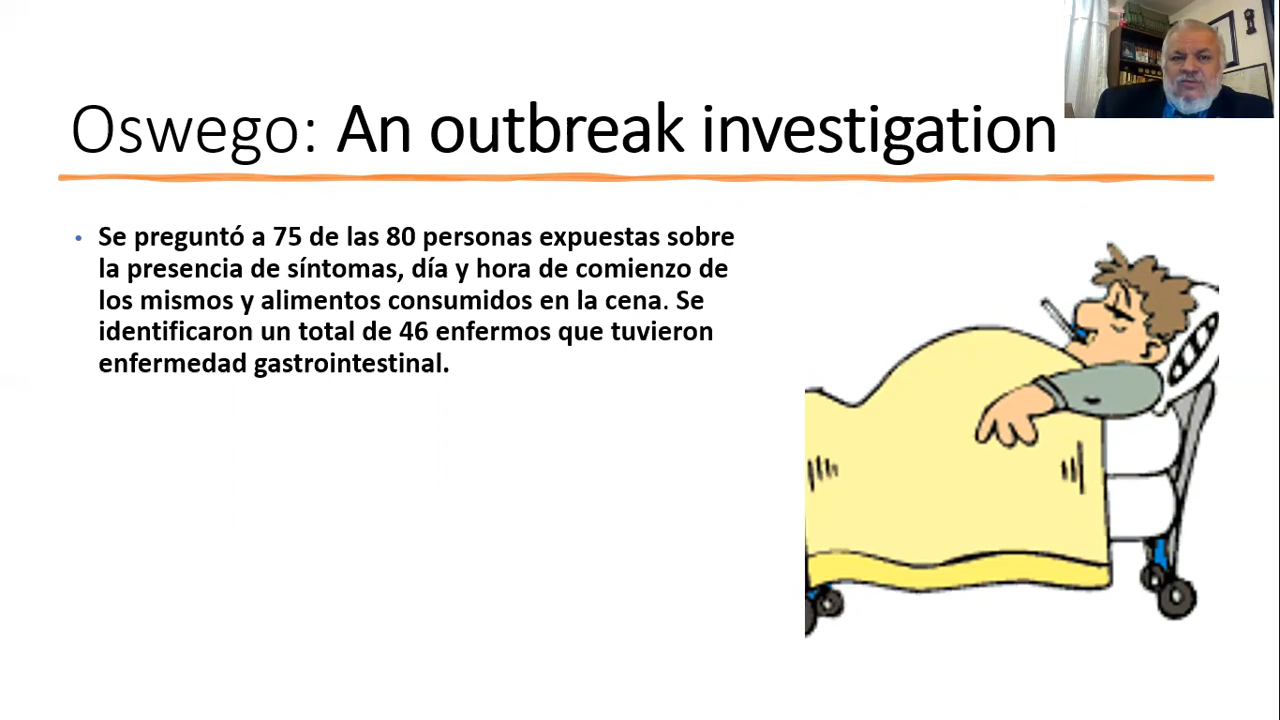 Oswego: An outbreak investigation
• Se preguntó a 75 de las 80 personas expuestas sobre
la presencia de síntomas, día y hora de comienzo de
los mismos y alimentos consumidos en la cena. Se
identificaron un total de 46 enfermos que tuvieron
enfermedad gastrointestinal.